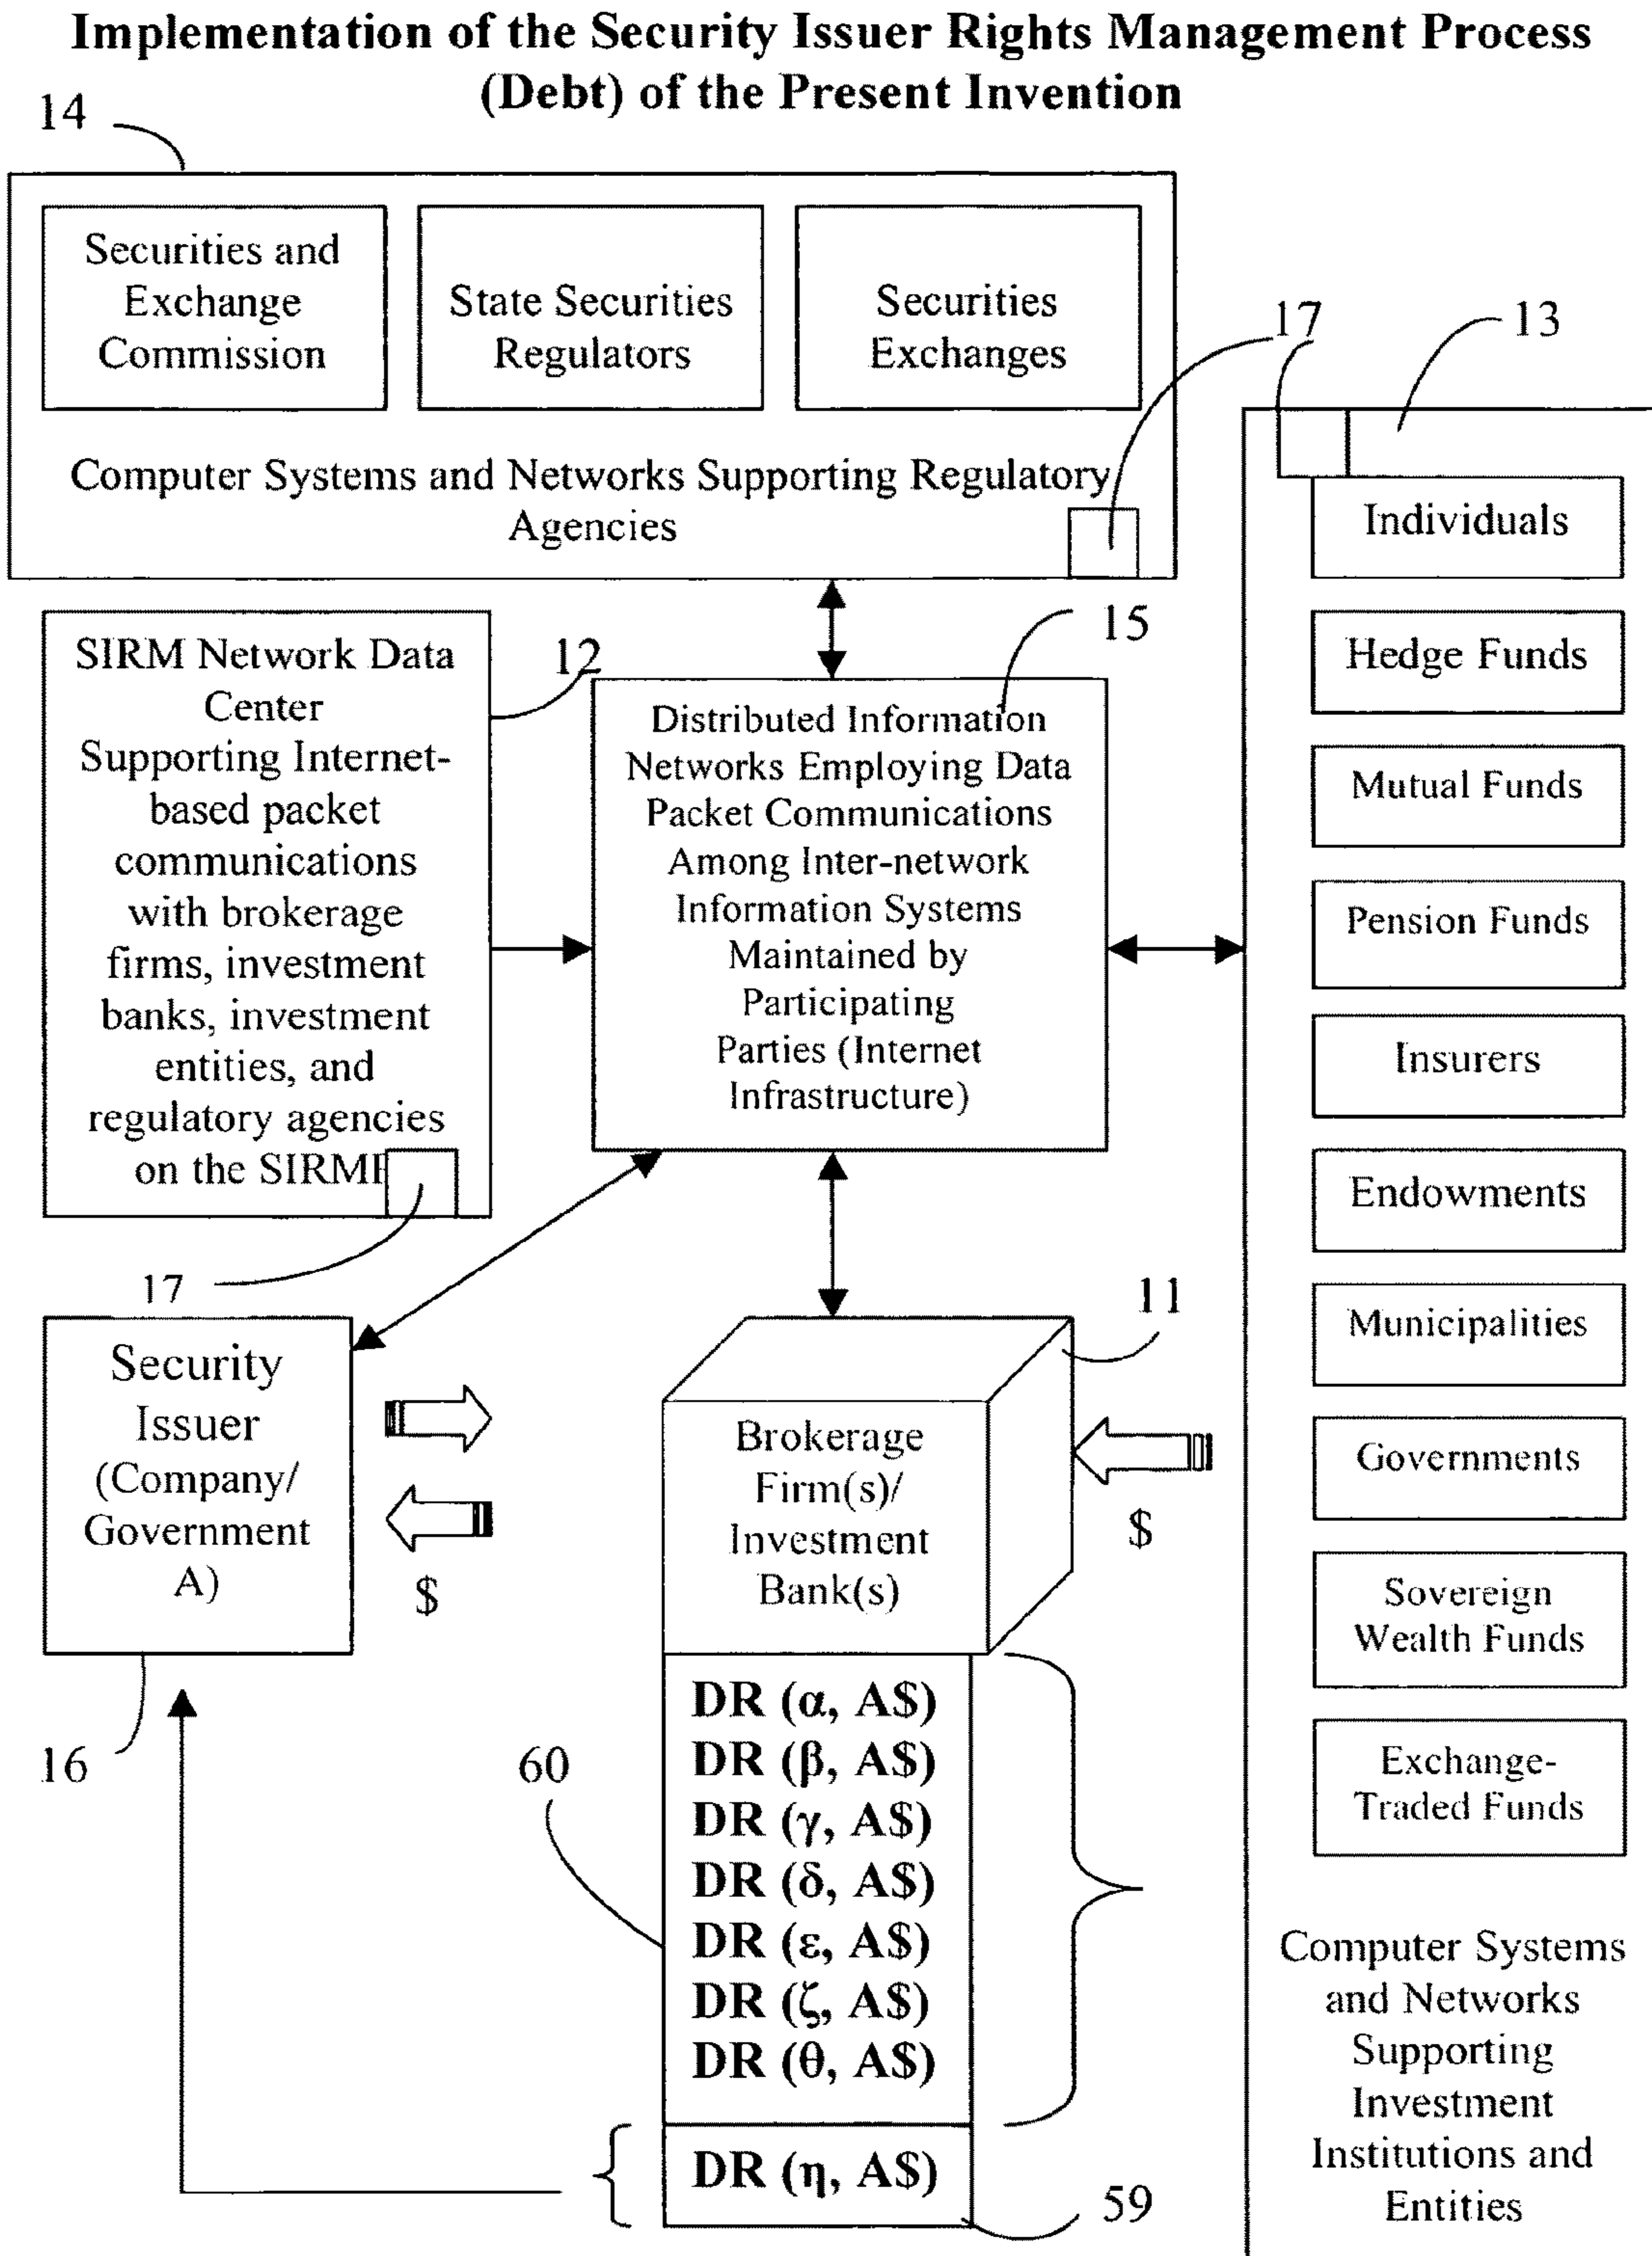 Implementation of the Security Issuer Rights Management Process
(Debt) of the Present Invention
14
Securities and
Exchange
Commission
State Securities
Regulators
Securities
Exchanges
Computer Systems and Networks Supporting Regulatory
Agencies
17
13
SIRM Network Data
Center
Supporting Internet-
based packet
communications
with brokerage
firms, investment
banks, investment
entities, and
regulatory agencies
on the SIRMP
12
17
15
Distributed Information
Networks Employing Data
Packet Communications
Among Inter-network
Information Systems
Maintained by
Participating
Parties (Internet
Infrastructure)
Individuals
Hedge Funds
Mutual Funds
Pension Funds
Insurers
Endowments
Municipalities
Governments
Sovereign
Wealth Funds
Exchange-
Traded Funds
Computer Systems
and Networks
Supporting
Investment
Institutions and
Entities
Security
Issuer
(Company/
Government
A)
$
16
11
Brokerage
Firm(s)/
Investment
Bank(s)
$
60
DR (α, A$)
DR (β, A$)
DR (γ, A$)
DR (δ, A$)
DR (ε, A$)
DR (ζ, A$)
DR (θ, A$)
DR (η, A$)
59